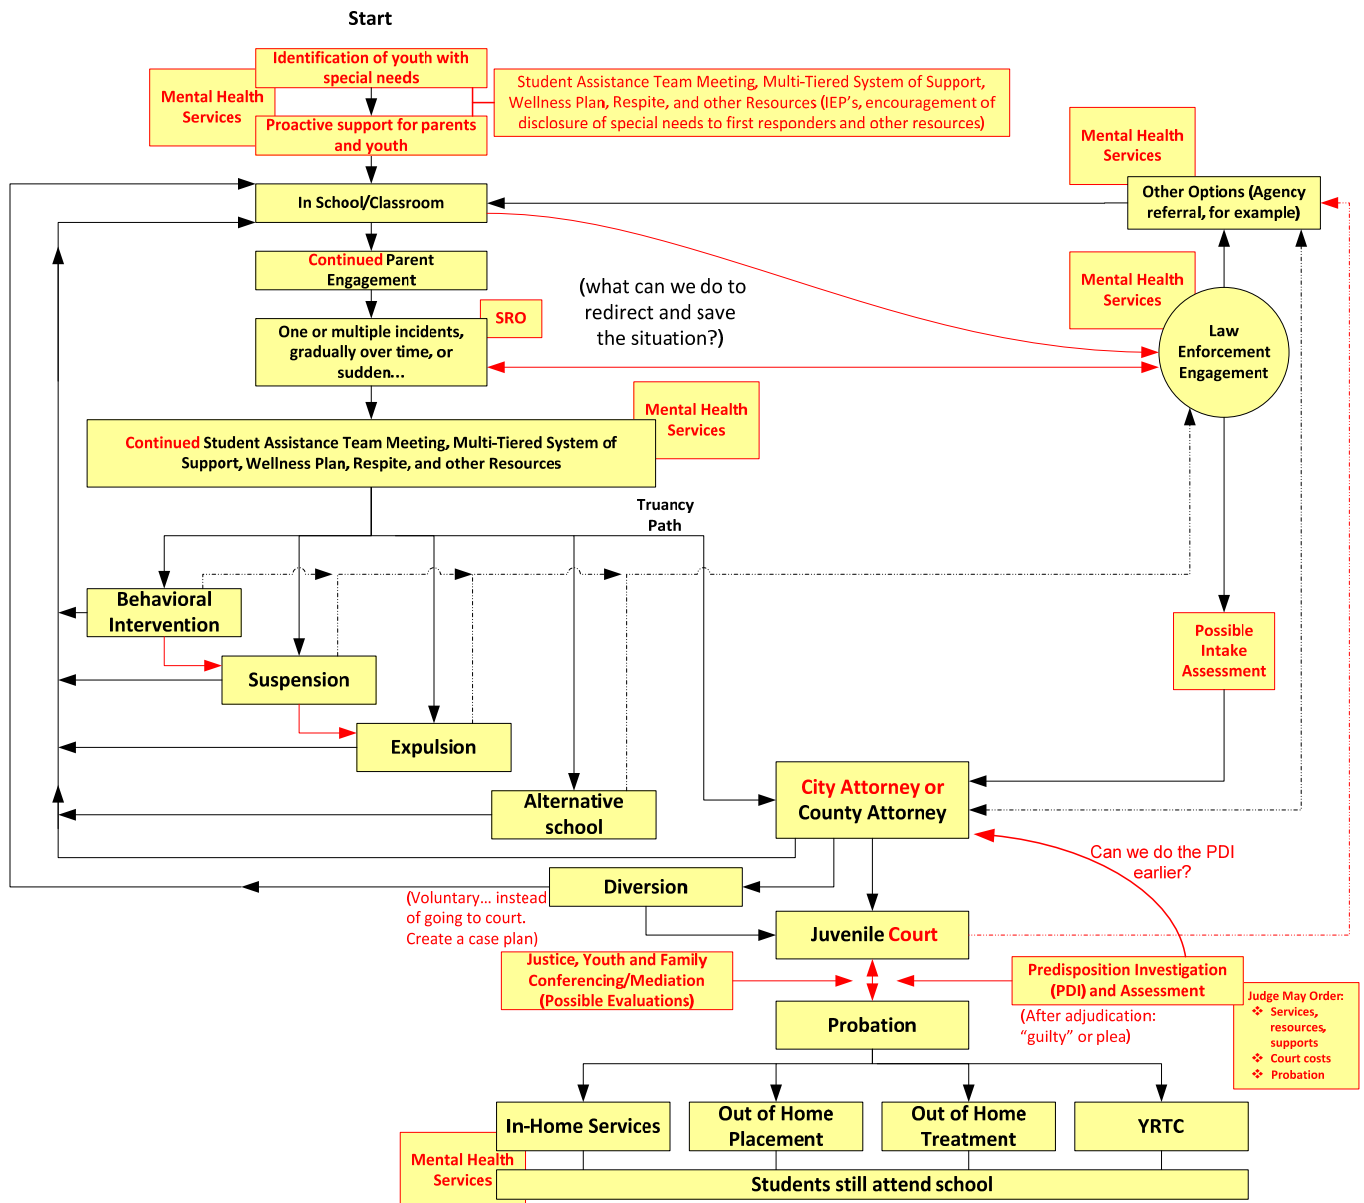 Start
Identification of youth with
special needs
Mental Health
Services
Student Assistance Team Meeting, Multi-Tiered System of Support,
Wellness Plan, Respite, and other Resources (IEP's, encouragement of
disclosure of special needs to first responders and other resources)
Proactive support for parents
and youth
Mental Health
Services
In School/Classroom
Other Options (Agency
referral, for example)
Continued Parent
Engagement
Mental Health
Services
(what can we do to
redirect and save
the situation?)
SRO
One or multiple incidents,
gradually over time, or
sudden...
Law
Enforcement
Engagement
Mental Health
Services
Continued Student Assistance Team Meeting, Multi-Tiered System of
Support, Wellness Plan, Respite, and other Resources
Truancy
Path
Behavioral
Intervention
Possible
Intake
Assessment
Suspension
Expulsion
Alternative
school
City Attorney or
County Attorney
Can we do the PDI
earlier?
Diversion
(Voluntary... instead
of going to court.
Create a case plan)
Juvenile Court
Justice, Youth and Family
Conferencing/Mediation
(Possible Evaluations)
Predisposition Investigation
(PDI) and Assessment
(After adjudication:
“guilty” or plea)
Judge May Order:
❖ Services,
resources,
supports
❖ Court costs
❖ Probation
Probation
In-Home Services
Out of Home
Placement
Out of Home
Treatment
YRTC
Mental Health
Services
Students still attend school